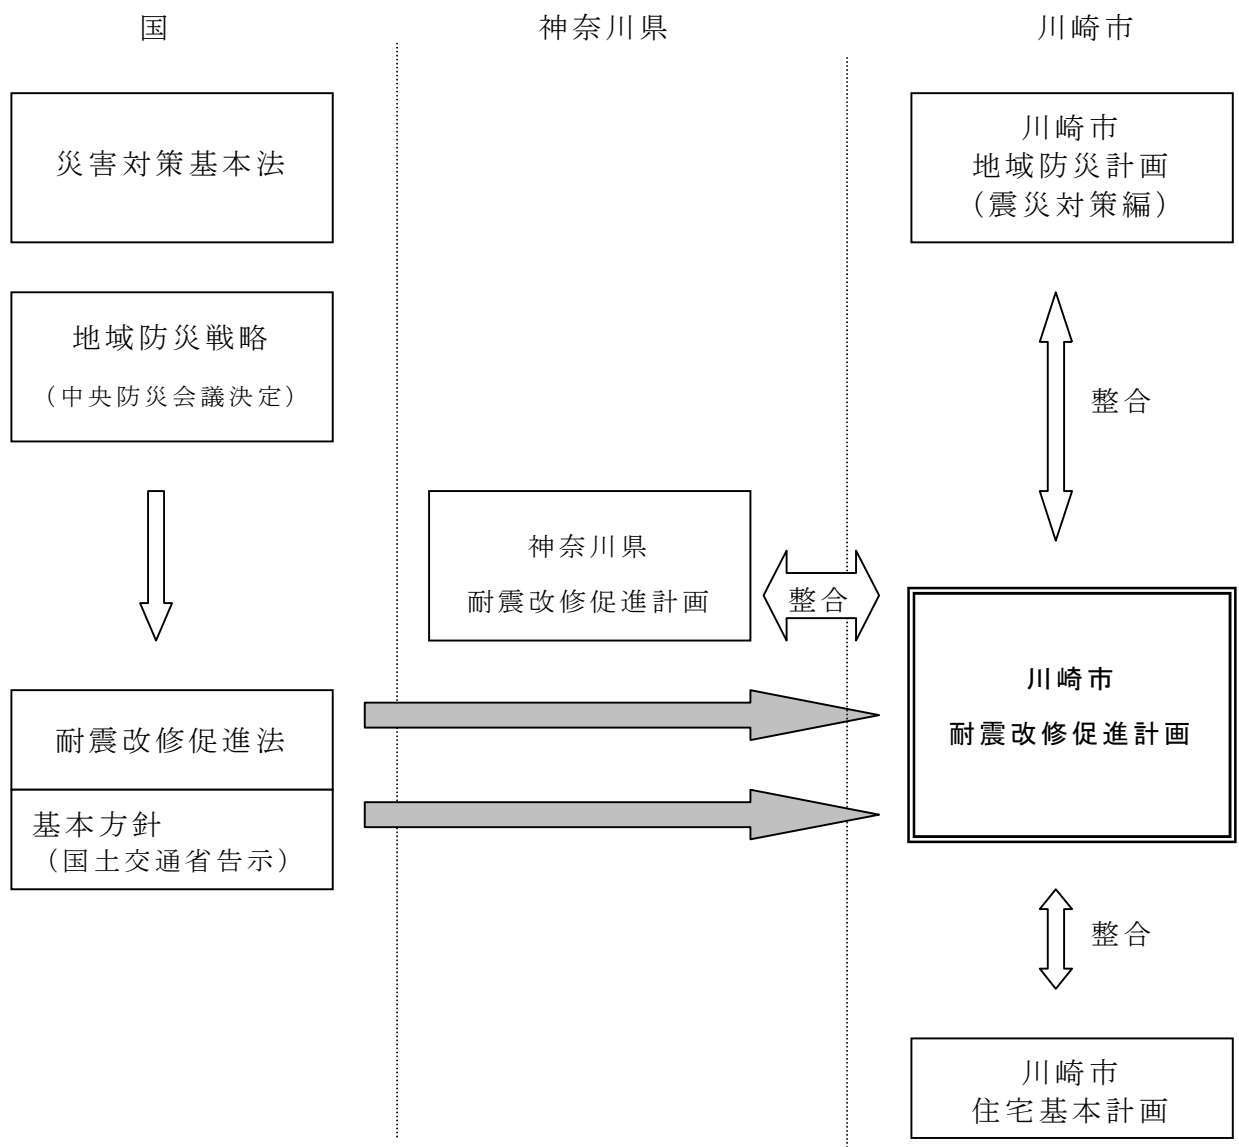 国
神奈川県
川崎市
災害対策基本法
川崎市
地域防災計画
（震災対策編）
地域防災戦略
（中央防災会議決定）
整合
神奈川県
耐震改修促進計画
整合
川崎市
耐震改修促進計画
耐震改修促進法
基本方針
（国土交通省告示）
整合
川崎市
住宅基本計画